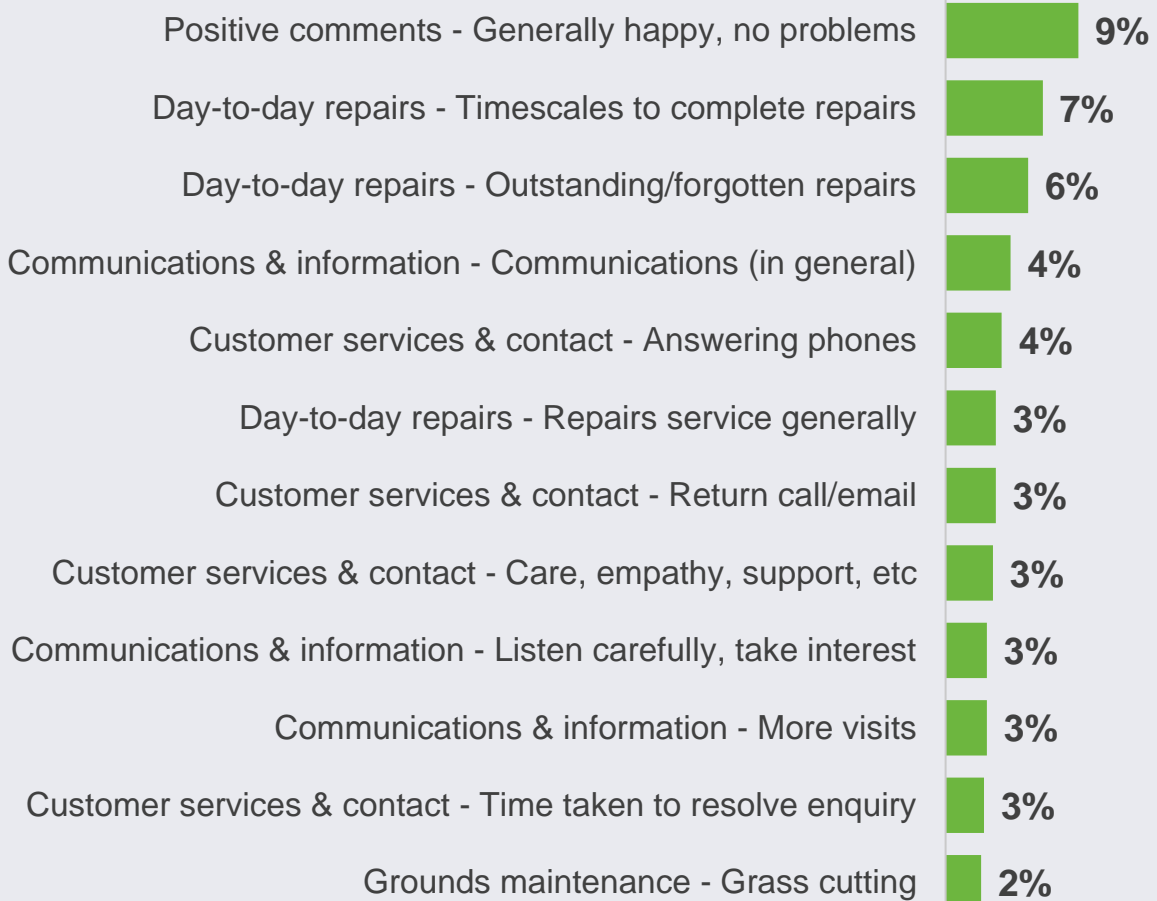 Positive comments - Generally happy, no problems 9%
Day-to-day repairs - Timescales to complete repairs 7%
Day-to-day repairs - Outstanding/forgotten repairs 6%
Communications & information - Communications (in general) 4%
Customer services & contact - Answering phones 4%
Day-to-day repairs - Repairs service generally 3%
Customer services & contact - Return call/email 3%
Customer services & contact - Care, empathy, support, etc 3%
Communications & information - Listen carefully, take interest 3%
Communications & information - More visits 3%
Customer services & contact - Time taken to resolve enquiry 3%
Grounds maintenance - Grass cutting 2%